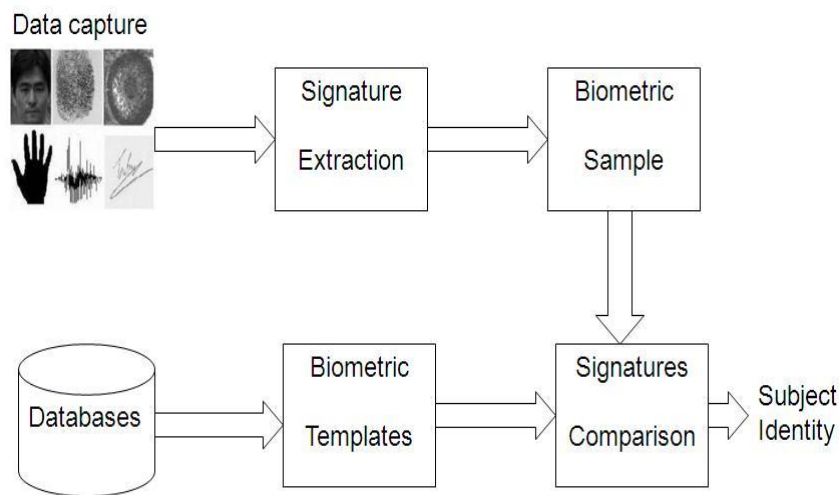 Data capture
Signature
Extraction
Biometric
Sample
Databases
Biometric
Templates
Signatures
Comparison
Subject
Identity